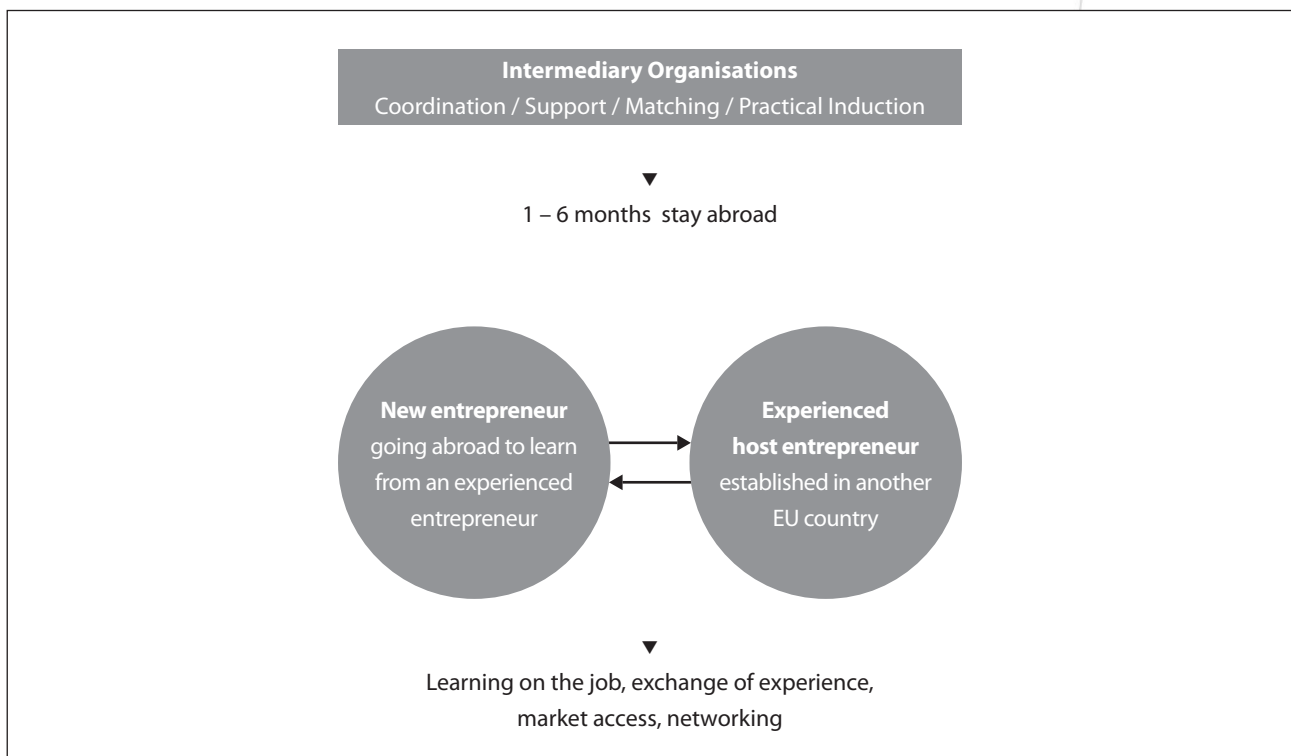 Intermediary Organisations
Coordination / Support / Matching / Practical Induction
1 – 6 months stay abroad
New entrepreneur
going abroad to learn
from an experienced
entrepreneur
Experienced
host entrepreneur
established in another
EU country
Learning on the job, exchange of experience,
market access, networking